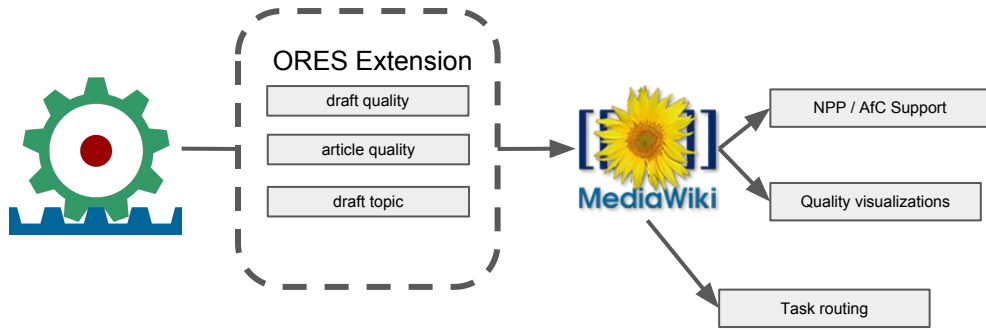 ORES Extension
draft quality
article quality
draft topic
[[ ]]
MediaWiki
NPP / AfC Support
Quality visualizations
Task routing